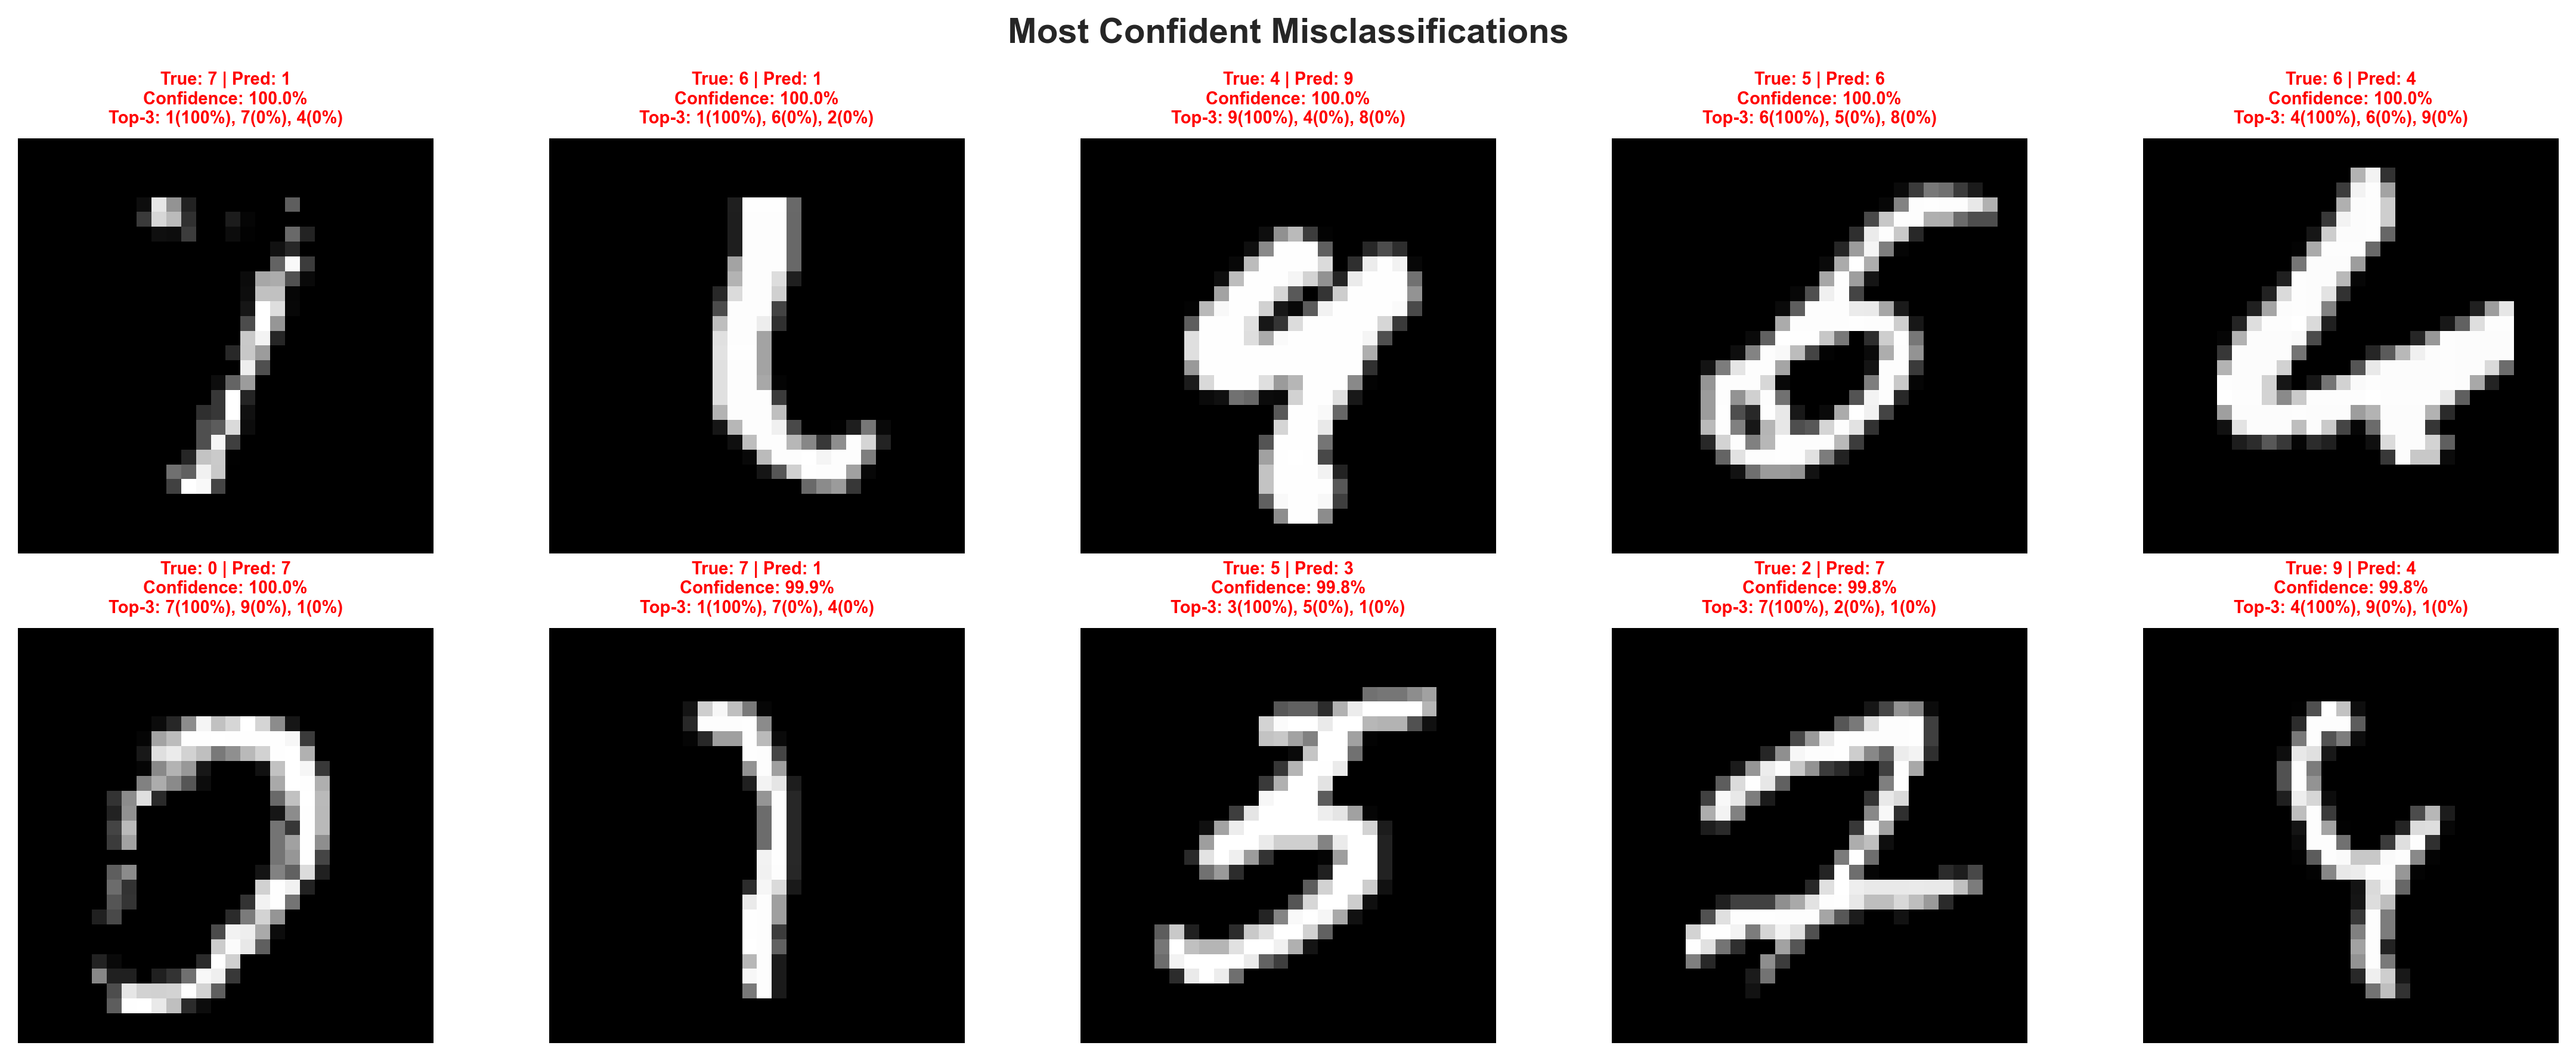 Most Confident Misclassifications
True: 7 | Pred: 1
Confidence: 100.0%
Top-3: 1(100%), 7(0%), 4(0%)
True: 6 | Pred: 1
Confidence: 100.0%
Top-3: 1(100%), 6(0%), 2(0%)
True: 4 | Pred: 9
Confidence: 100.0%
Top-3: 9(100%), 4(0%), 8(0%)
True: 5 | Pred: 6
Confidence: 100.0%
Top-3: 6(100%), 5(0%), 8(0%)
True: 6 | Pred: 4
Confidence: 100.0%
Top-3: 4(100%), 6(0%), 9(0%)
True: 0 | Pred: 7
Confidence: 100.0%
Top-3: 7(100%), 9(0%), 1(0%)
True: 7 | Pred: 1
Confidence: 99.9%
Top-3: 1(100%), 7(0%), 4(0%)
True: 5 | Pred: 3
Confidence: 99.8%
Top-3: 3(100%), 5(0%), 1(0%)
True: 2 | Pred: 7
Confidence: 99.8%
Top-3: 7(100%), 2(0%), 1(0%)
True: 9 | Pred: 4
Confidence: 99.8%
Top-3: 4(100%), 9(0%), 1(0%)